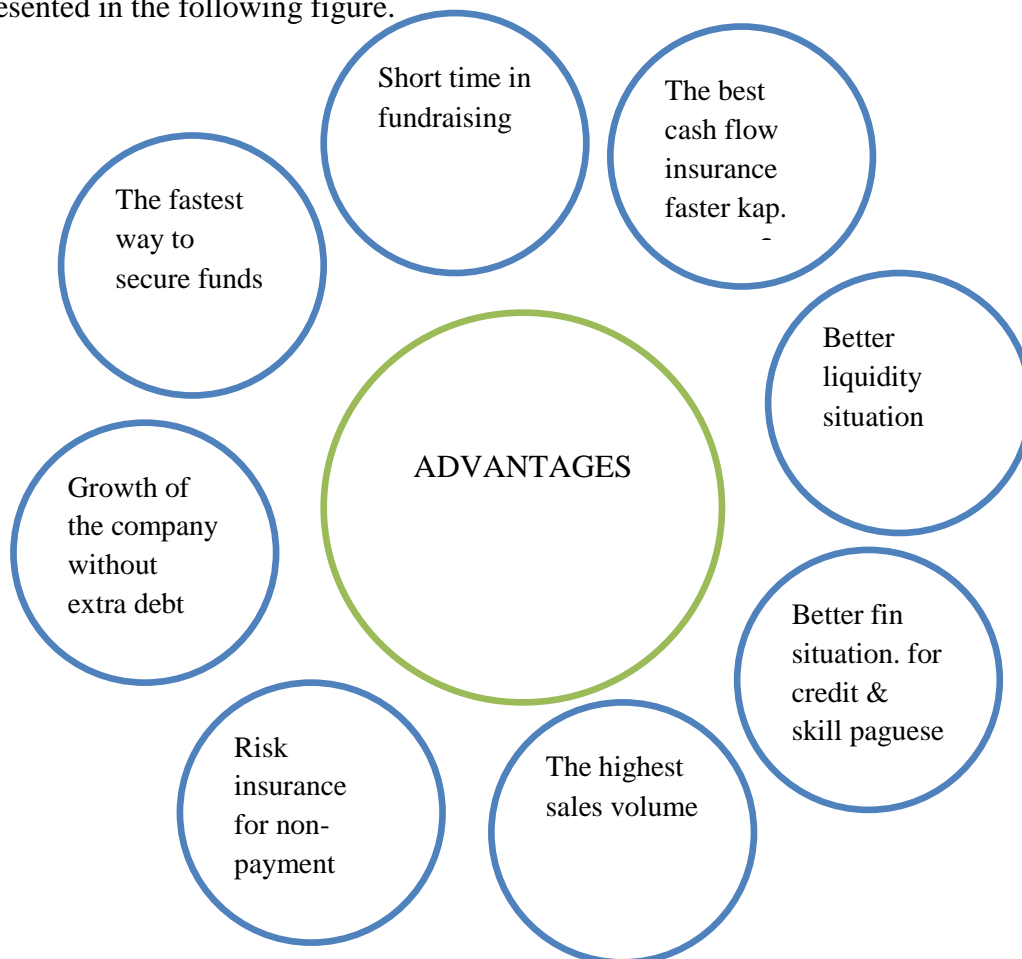 esented in the following figure.
Short time in
fundraising
The best
cash flow
insurance
faster kap.
The fastest
way to
secure funds
Better
liquidity
situation
ADVANTAGES
Growth of
the company
without
extra debt
Better fin
situation. for
credit &
skill paguese
Risk
insurance
for non-
payment
The highest
sales volume